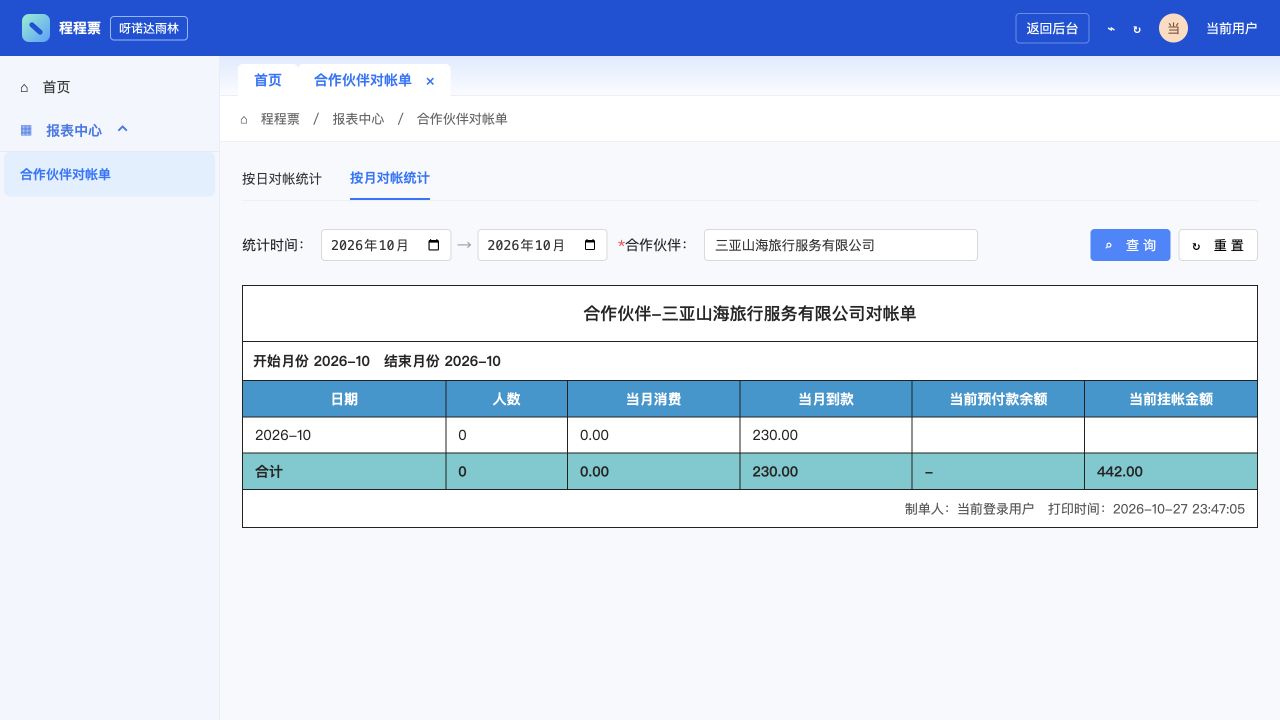 程程票 呀诺达雨林 返回后台 当 当前用户
首页
报表中心
合作伙伴对帐单
首页 合作伙伴对帐单 ×
程程票 / 报表中心 / 合作伙伴对帐单
按日对帐统计 按月对帐统计
统计时间: 2026年10月 → 2026年10月 *合作伙伴: 三亚山海旅行服务有限公司 查 询 重 置
合作伙伴-三亚山海旅行服务有限公司对帐单
开始月份 2026-10 结束月份 2026-10
日期 人数 当月消费 当月到款 当前预付款余额 当前挂帐金额
2026-10 0 0.00 230.00
合计 0 0.00 230.00 - 442.00
制单人: 当前登录用户 打印时间: 2026-10-27 23:47:05